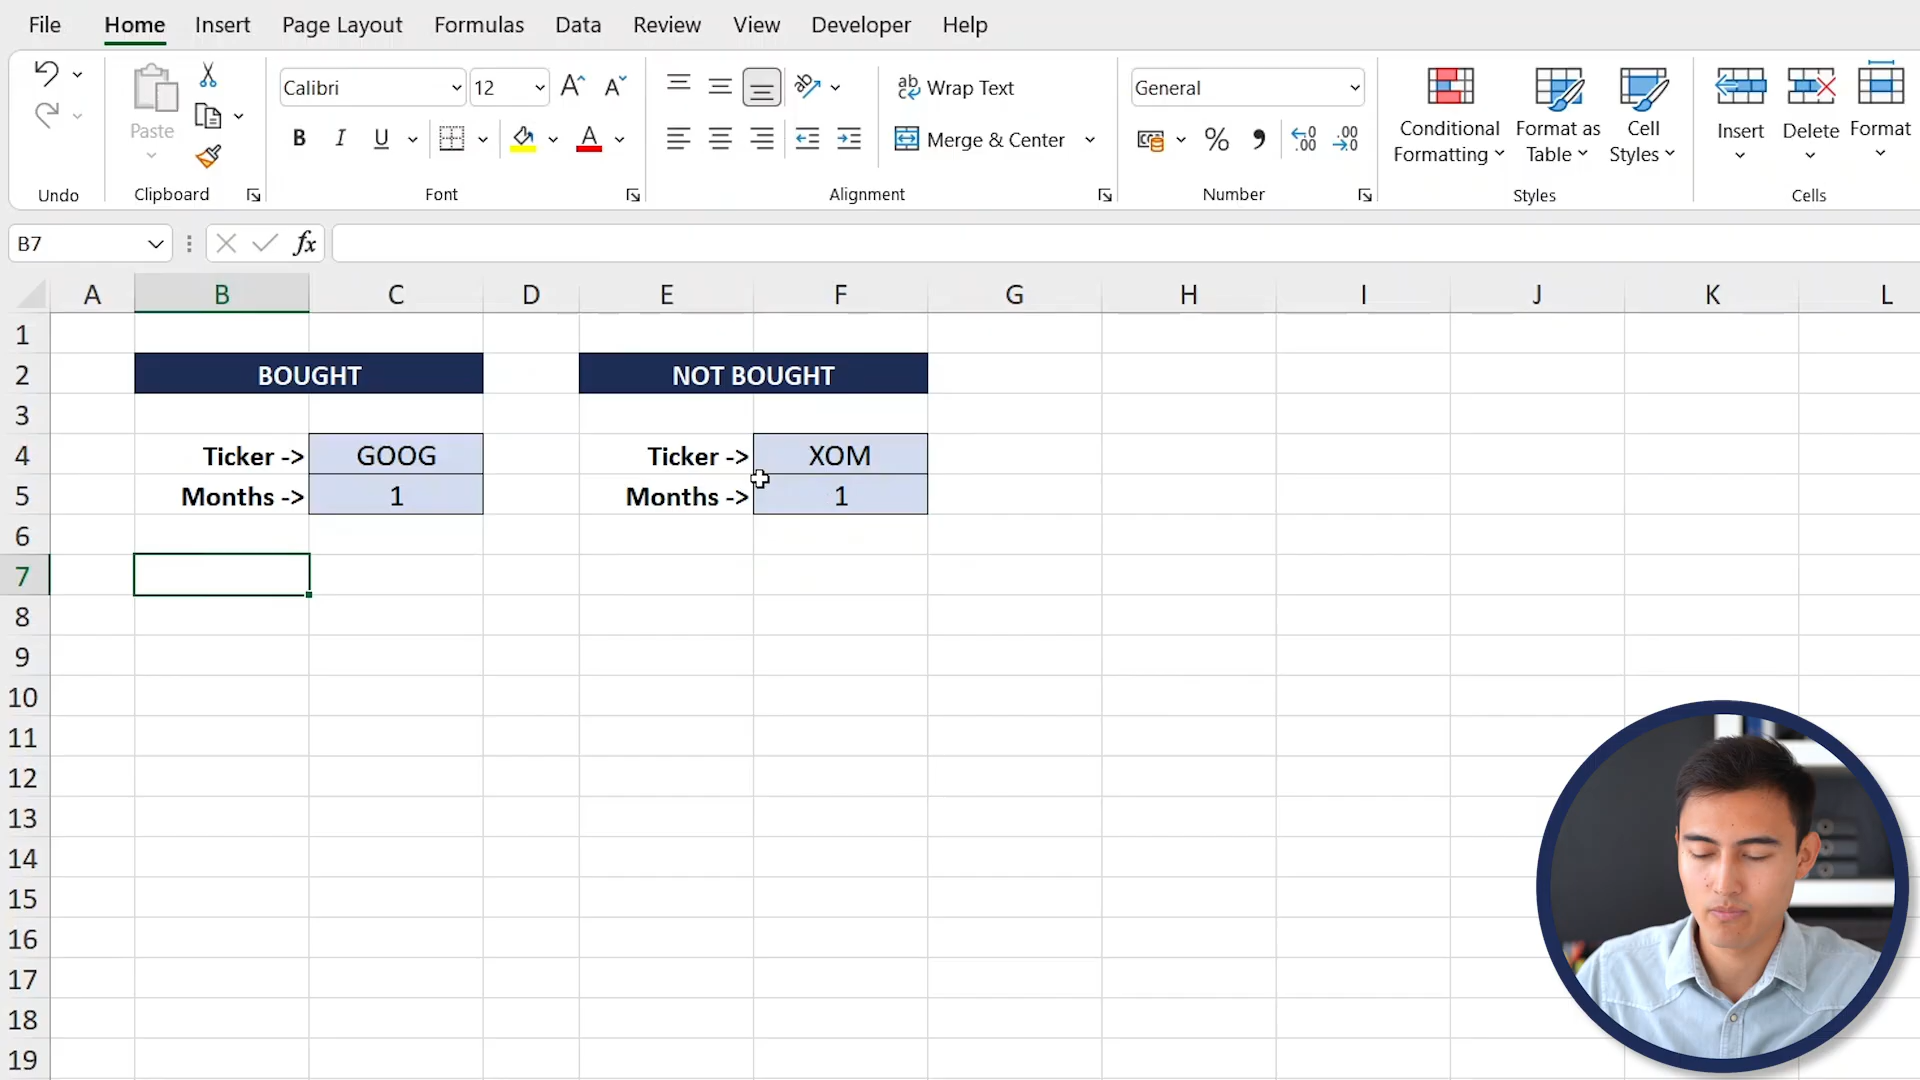 File Home Insert Page Layout Formulas Data Review View Developer Help
Calibri 12 Wrap Text General
Paste B I U A Merge & Center % Conditional Formatting Format as Table Cell Styles Insert Delete Format
Undo Clipboard Font Alignment Number Styles Cells
B7 fx
A B C D E F G H I J K L
1
2 BOUGHT NOT BOUGHT
3
4 Ticker -> GOOG Ticker -> XOM
5 Months -> 1 Months -> 1
6
7
8
9
10
11
12
13
14
15
16
17
18
19